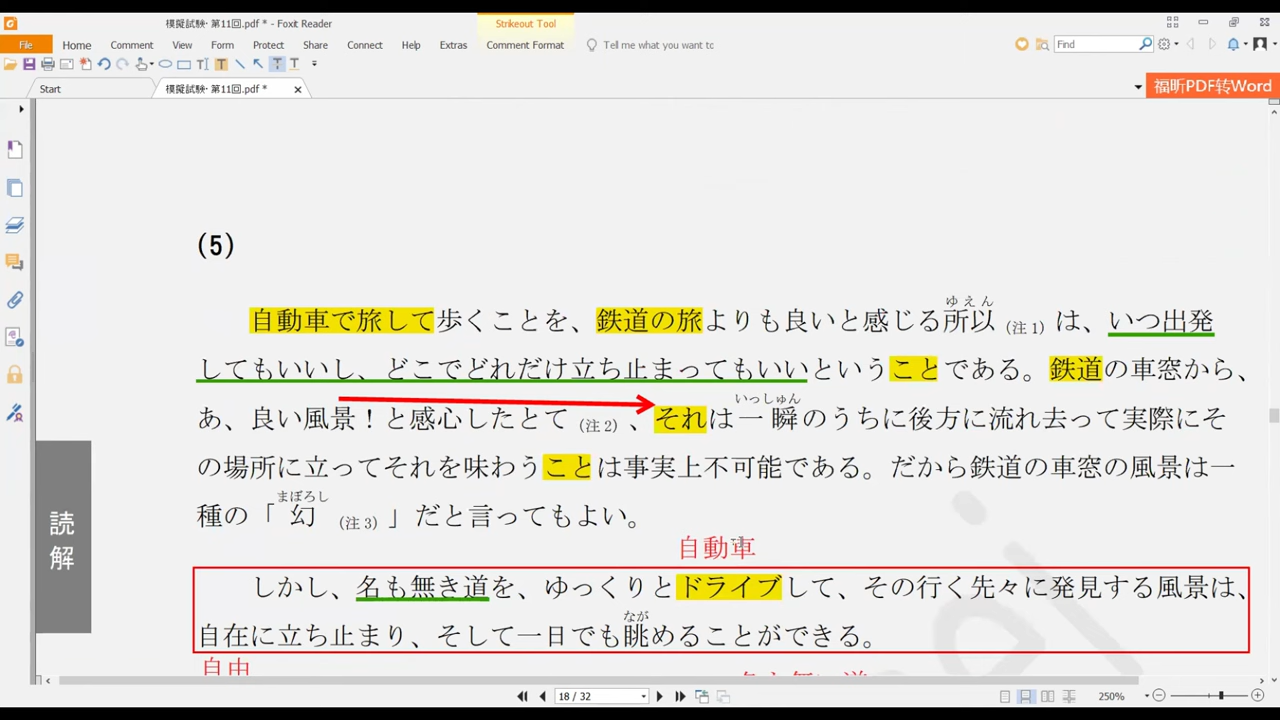 模擬試験· 第11回.pdf * - Foxit Reader
Strikeout Tool
File Home Comment View Form Protect Share Connect Help Extras Comment Format Tell me what you want tc Find
Start 模擬試験· 第11回.pdf *
福昕PDF转Word
(5)
ゆえん
自動車で旅して歩くことを、鉄道の旅よりも良いと感じる所以（注1）は、いつ出発
してもいいし、どこでどれだけ立ち止まってもいいということである。鉄道の車窓から、
いっしゅん
あ、良い風景！と感心したとて（注2）、それは一瞬のうちに後方に流れ去って実際にそ
の場所に立ってそれを味わうことは事実上不可能である。だから鉄道の車窓の風景は一
まぼろし
種の「幻（注3）」だと言ってもよい。
自動車
しかし、名も無き道を、ゆっくりとドライブして、その行く先々に発見する風景は、
なが
自在に立ち止まり、そして一日でも眺めることができる。
自由
読解
18 / 32
250%